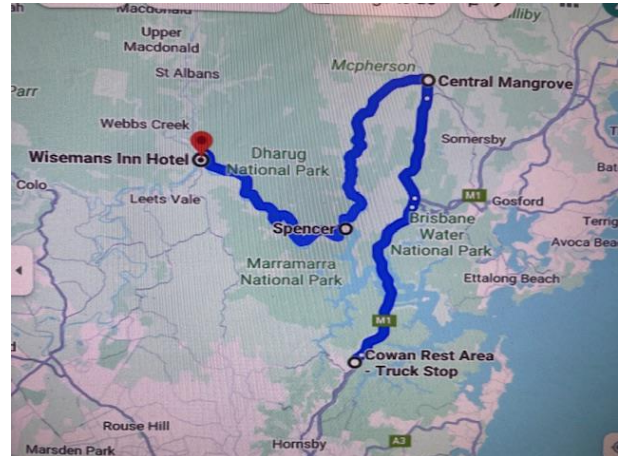 Macdonald
Upper
Macdonald
St Albans
Mcpherson
Central Mangrove
Webbs Creek
Somersby
Wisemans Inn Hotel
Dharug
National Park
Colo
Leets Vale
M1
Gosford
Spencer
Brisbane
Water
National Park
Avoca Bea
Marramarra
National Park
Ettalong Beach
M1
Cowan Rest Area
- Truck Stop
Rouse Hill
Hornsby
A3
Marsden Park